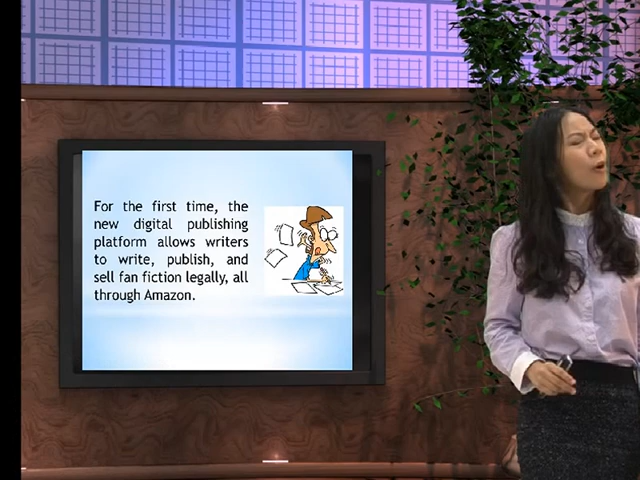 For the first time, the
new digital publishing
platform allows writers
to write, publish, and
sell fan fiction legally, all
through Amazon.